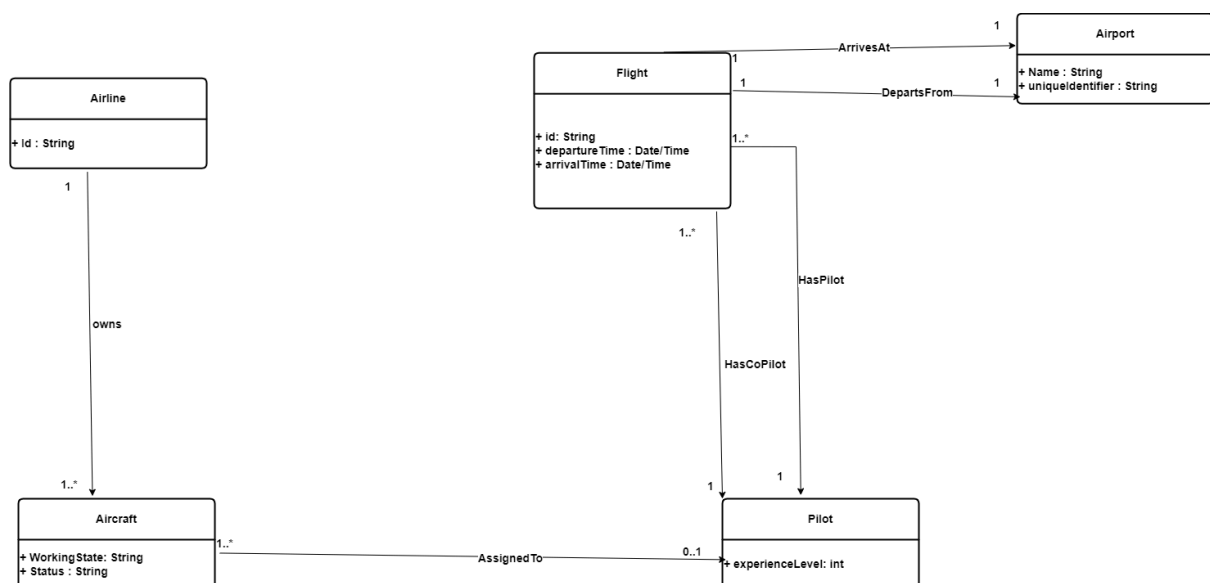 1
Airport
ArrivesAt
1
Flight
+ Name : String
+ uniqueIdentifier : String
1
1
DepartsFrom
Airline
+ id : String
+ id: String
+ departureTime : Date/Time
+ arrivalTime : Date/Time
1..*
1
1..*
HasPilot
owns
HasCoPilot
1..*
1
1
Aircraft
Pilot
+ WorkingState: String
+ Status : String
1..*
AssignedTo
0..1
+ experienceLevel: int